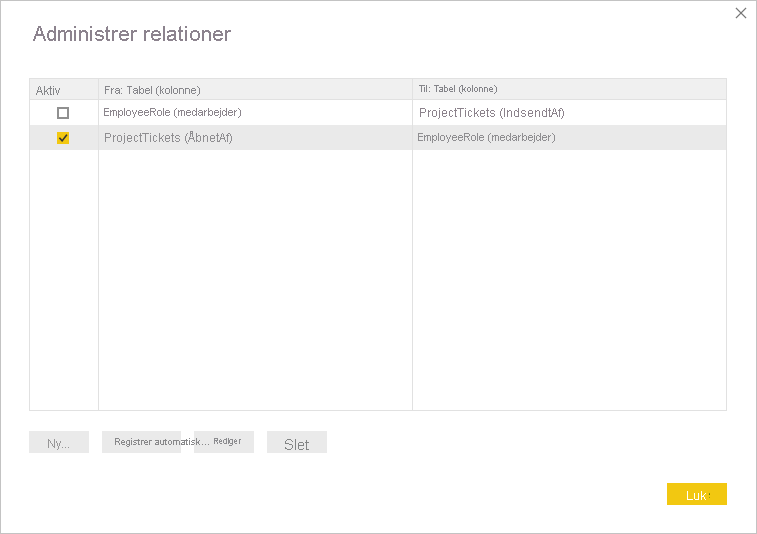 Administrer relationer
Aktiv Fra: Tabel (kolonne) Til: Tabel (kolonne)
EmployeeRole (medarbejder) ProjectTickets (IndsendtAf)
ProjectTickets (ÅbnetAf) EmployeeRole (medarbejder)
Ny... Registrer automatisk... Rediger Slet
Luk